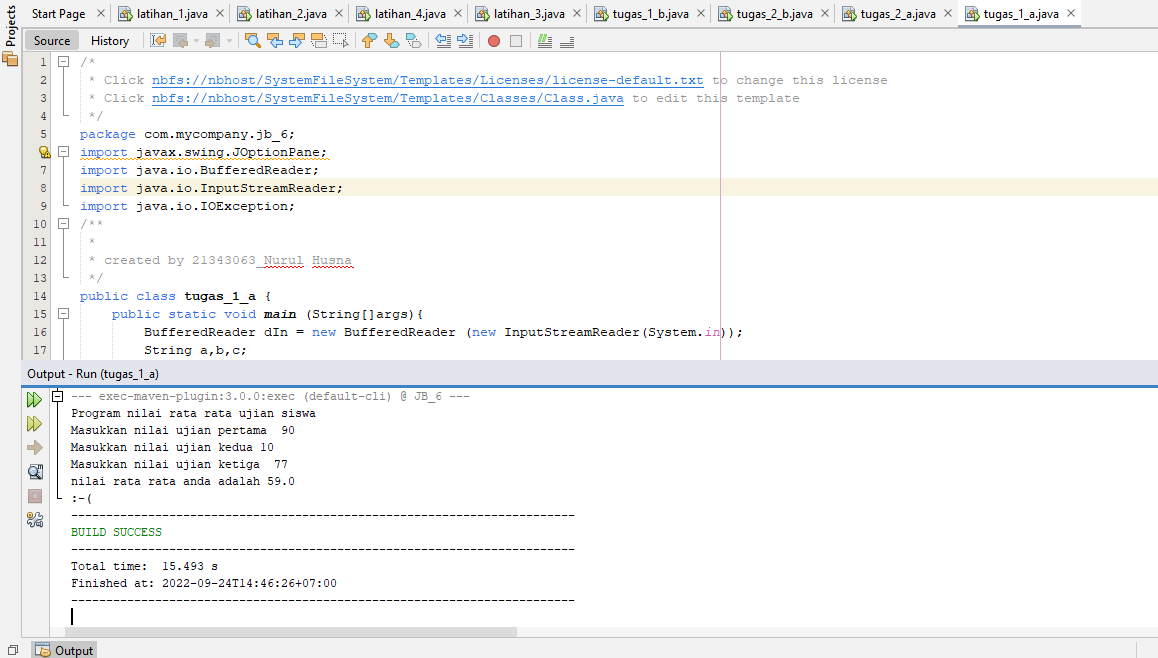 Projects
Start Page latihan_1.java latihan_2.java latihan_4.java latihan_3.java tugas_1_b.java tugas_2_b.java tugas_2_a.java tugas_1_a.java
Source History
1 /*
2 * Click nbfs://nbhost/SystemFileSystem/Templates/Licenses/license-default.txt to change this license
3 * Click nbfs://nbhost/SystemFileSystem/Templates/Classes/Class.java to edit this template
4 */
5 package com.mycompany.jb_6;
import javax.swing.JOptionPane;
7 import java.io.BufferedReader;
8 import java.io.InputStreamReader;
9 import java.io.IOException;
10 /**
11 *
12 * created by 21343063_Nurul Husna
13 */
14 public class tugas_1_a {
15 public static void main (String[]args){
16 BufferedReader dIn = new BufferedReader (new InputStreamReader(System.in));
17 String a,b,c;
Output - Run (tugas_1_a)
--- exec-maven-plugin:3.0.0:exec (default-cli) @ JB_6 ---
Program nilai rata rata ujian siswa
Masukkan nilai ujian pertama  90
Masukkan nilai ujian kedua 10
Masukkan nilai ujian ketiga  77
nilai rata rata anda adalah 59.0
:-(
------------------------------------------------------------------------
BUILD SUCCESS
------------------------------------------------------------------------
Total time:  15.493 s
Finished at: 2022-09-24T14:46:26+07:00
------------------------------------------------------------------------
Output